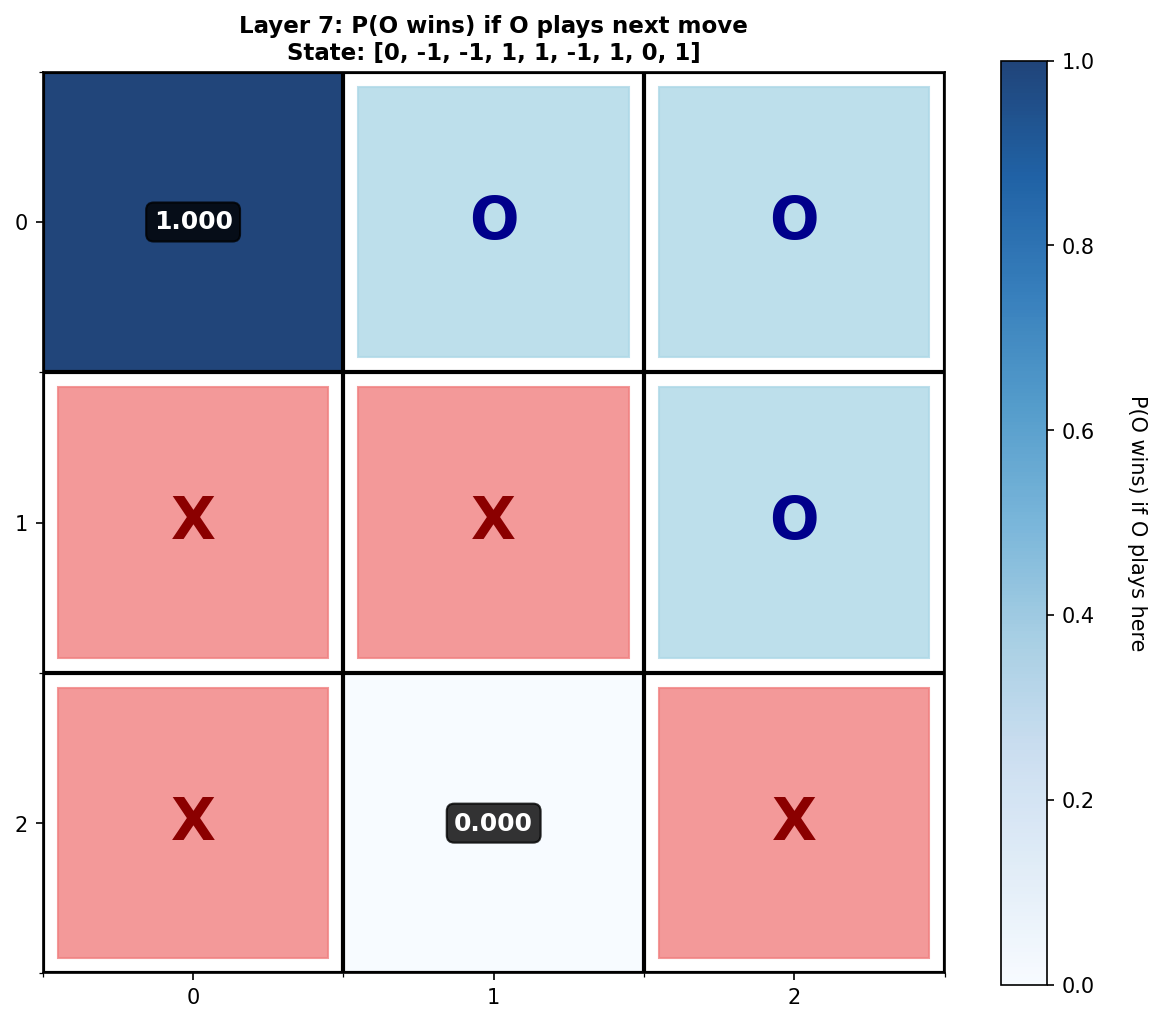 Layer 7: P(O wins) if O plays next move
State: [0, -1, -1, 1, 1, -1, 1, 0, 1]
0
1.000
O
O
1
X
X
O
2
X
0.000
X
0
1
2
1.0
0.8
0.6
0.4
0.2
0.0
P(O wins) if O plays here